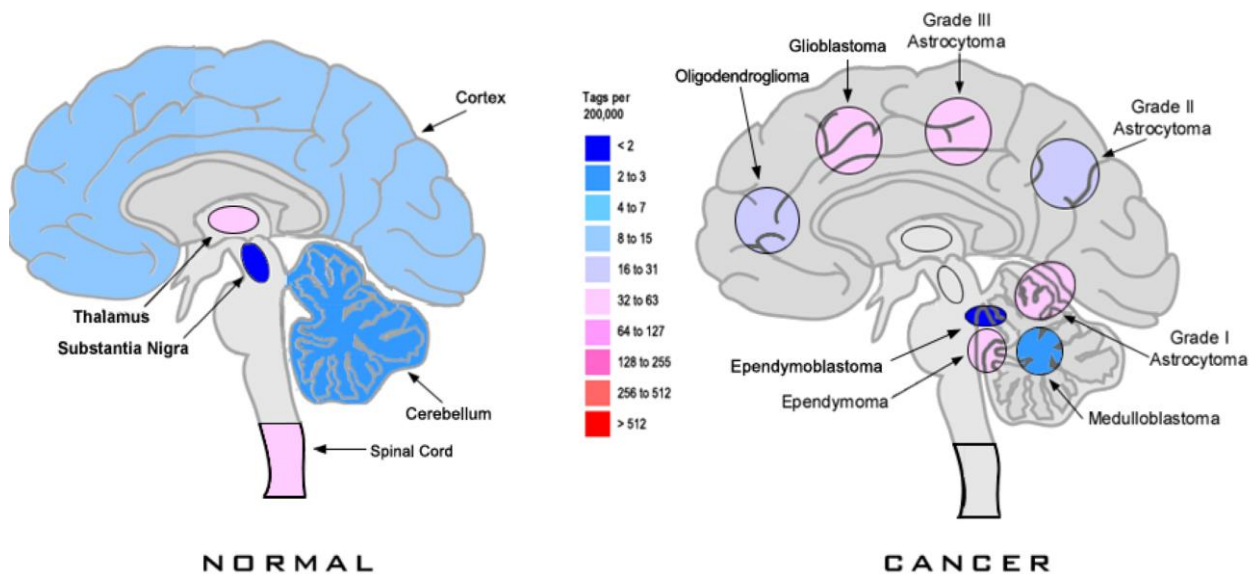 Cortex
Thalamus
Substantia Nigra
Cerebellum
Spinal Cord
NORMAL
Tags per
200,000
< 2
2 to 3
4 to 7
8 to 15
16 to 31
32 to 63
64 to 127
128 to 255
256 to 512
> 512
Grade III
Astrocytoma
Glioblastoma
Oligodendroglioma
Grade II
Astrocytoma
Grade I
Astrocytoma
Ependymoblastoma
Ependymoma
Medulloblastoma
CANCER